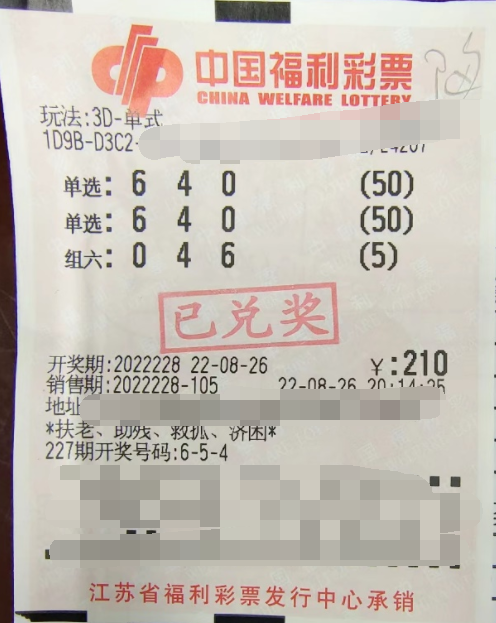 中国福利彩票
CHINA WELFARE LOTTERY
玩法:3D-单式
1D9B-D3C2-
单选: 6 4 0 (50)
单选: 6 4 0 (50)
组六: 0 4 6 (5)
已兑奖
开奖期:2022228 22-08-26 ¥:210
销售期:2022228-105 22-08-26 20:14:25
地址
*扶老、助残、救孤、济困*
227期开奖号码:6-5-4
江苏省福利彩票发行中心承销